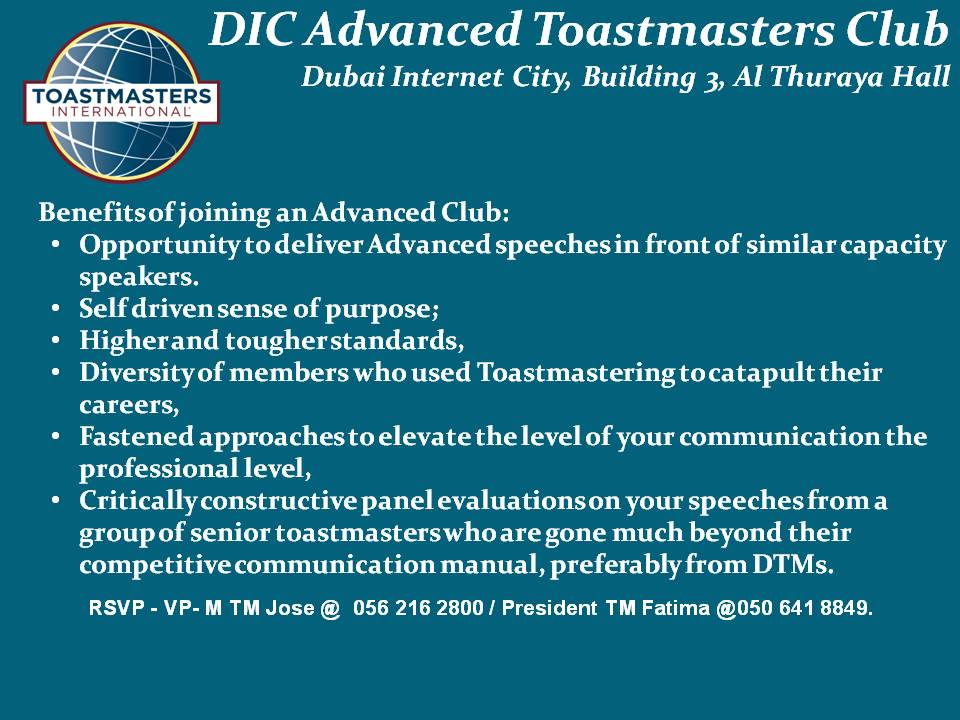 DIC Advanced Toastmasters Club
Dubai Internet City, Building 3, Al Thuraya Hall
TOASTMASTERS
INTERNATIONAL
Benefits of joining an Advanced Club:
• Opportunity to deliver Advanced speeches in front of similar capacity
speakers.
• Self driven sense of purpose;
• Higher and tougher standards,
• Diversity of members who used Toastmastering to catapult their
careers,
• Fastened approaches to elevate the level of your communication the
professional level,
• Critically constructive panel evaluations on your speeches from a
group of senior toastmasters who are gone much beyond their
competitive communication manual, preferably from DTMs.
RSVP - VP- M TM Jose @ 056 216 2800 / President TM Fatima @050 641 8849.